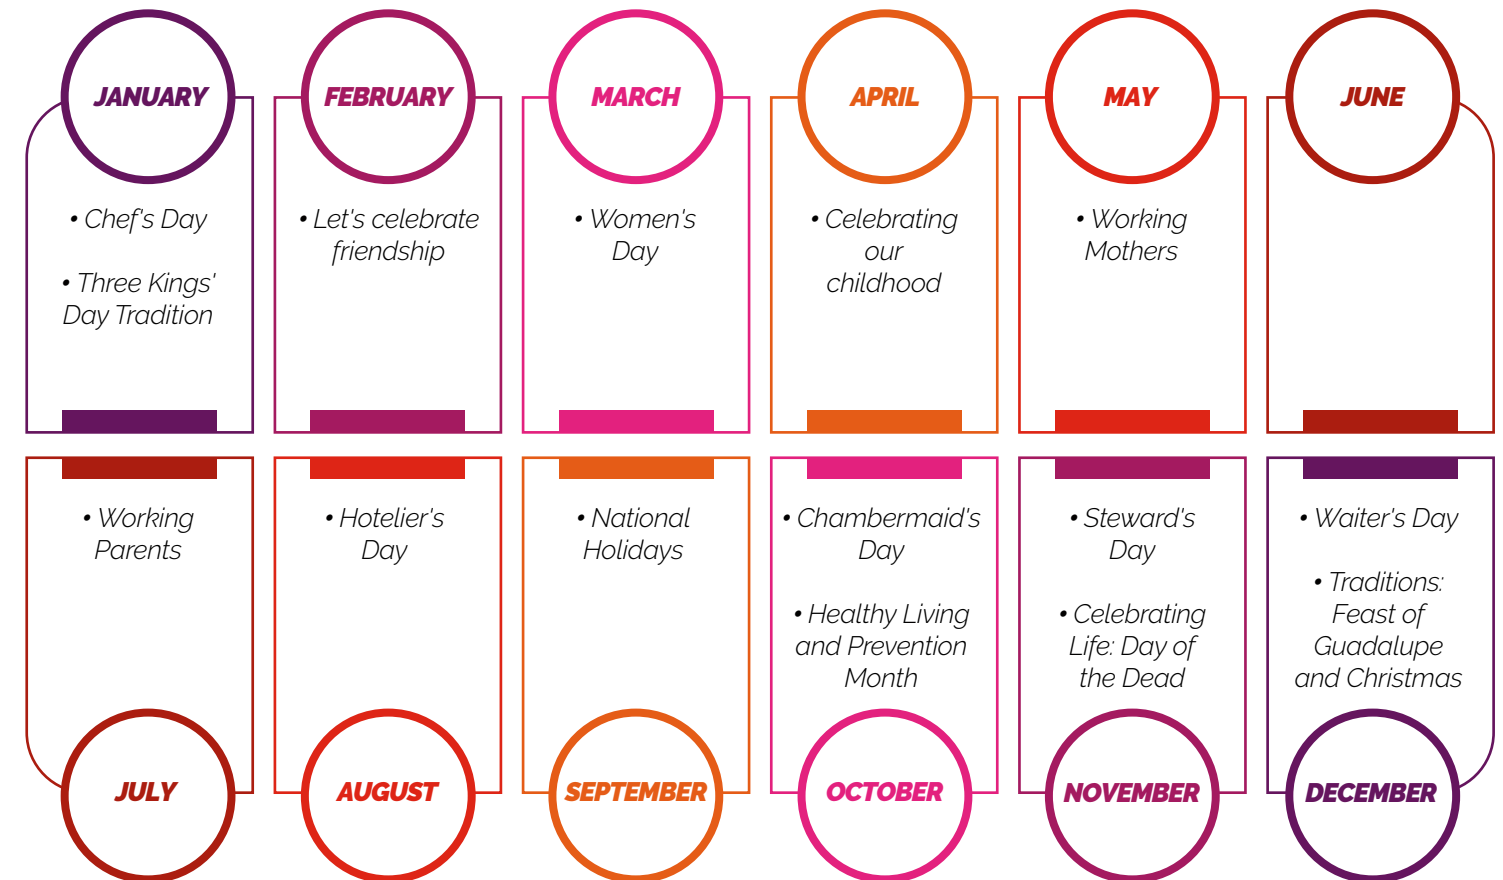 JANUARY
• Chef's Day
• Three Kings'
Day Tradition
FEBRUARY
• Let's celebrate
friendship
MARCH
• Women's
Day
APRIL
• Celebrating
our
childhood
MAY
• Working
Mothers
JUNE
• Working
Parents
JULY
• Hotelier's
Day
AUGUST
• National
Holidays
SEPTEMBER
• Chambermaid's
Day
• Healthy Living
and Prevention
Month
OCTOBER
• Steward's
Day
• Celebrating
Life: Day of
the Dead
NOVEMBER
• Waiter's Day
• Traditions:
Feast of
Guadalupe
and Christmas
DECEMBER